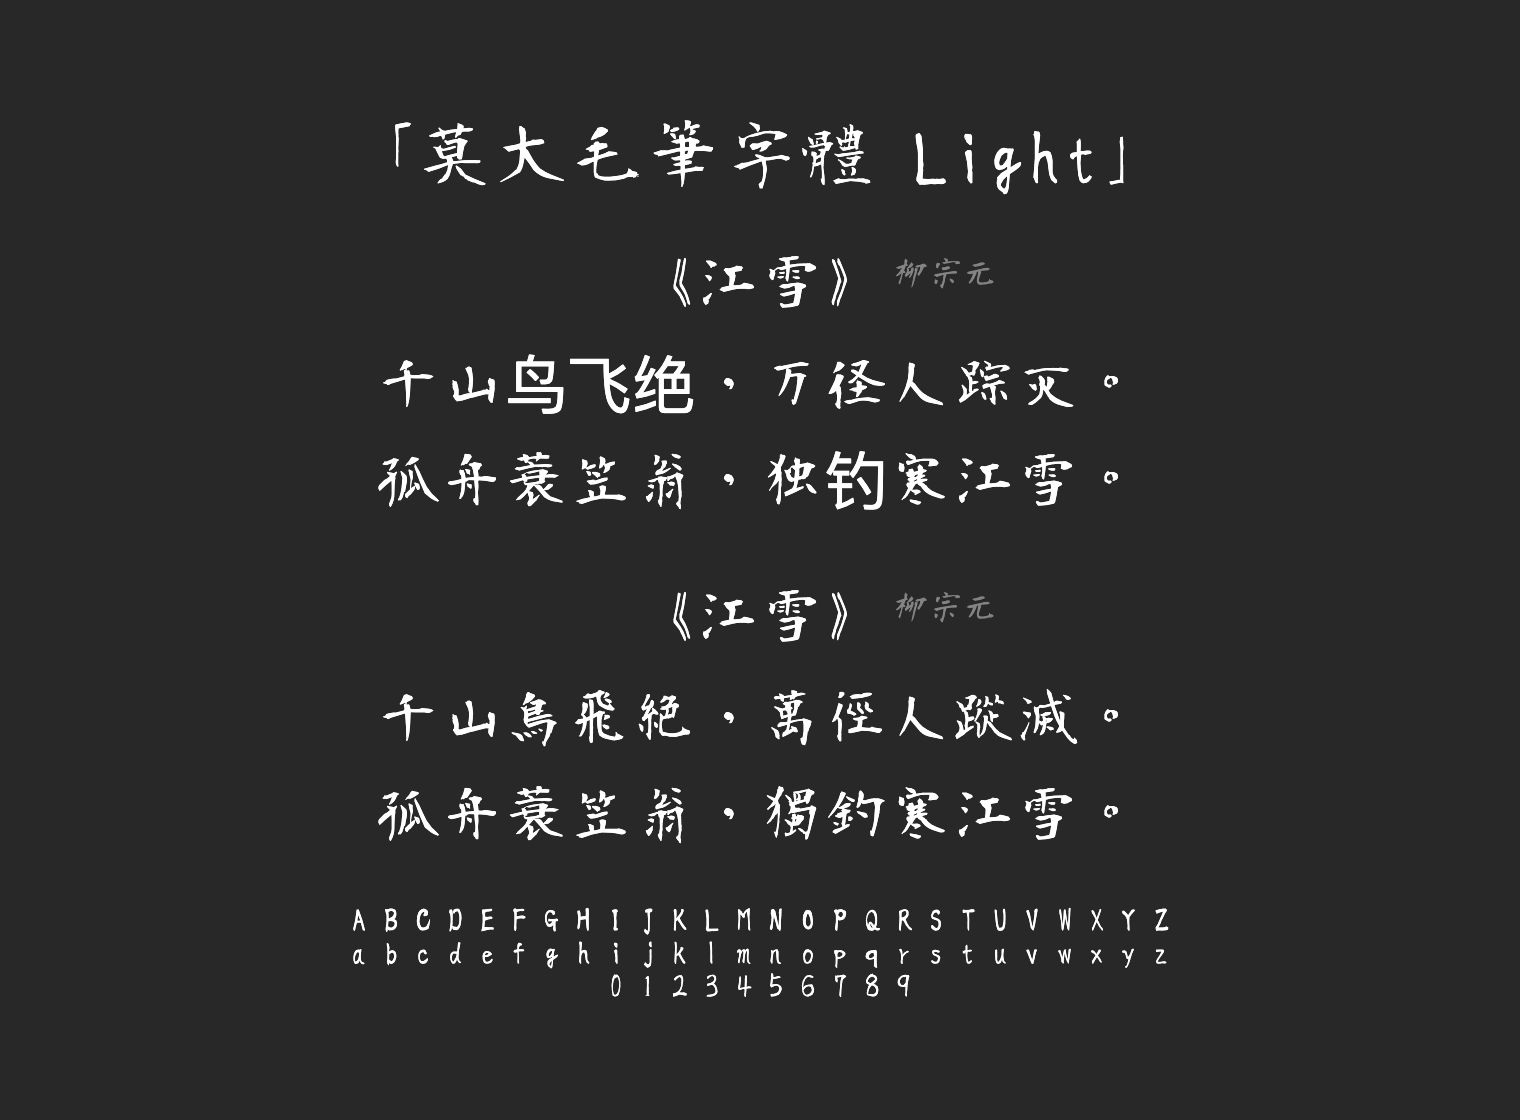 「莫大毛筆字體 Light」
《江雪》 柳宗元
千山鸟飞绝，万径人踪灭。
孤舟蓑笠翁，独钓寒江雪。
《江雪》 柳宗元
千山鳥飛絕，萬徑人蹤滅。
孤舟蓑笠翁，獨釣寒江雪。
A B C D E F G H I J K L M N O P Q R S T U V W X Y Z
a b c d e f g h i j k l m n o p q r s t u v w x y z
0 1 2 3 4 5 6 7 8 9